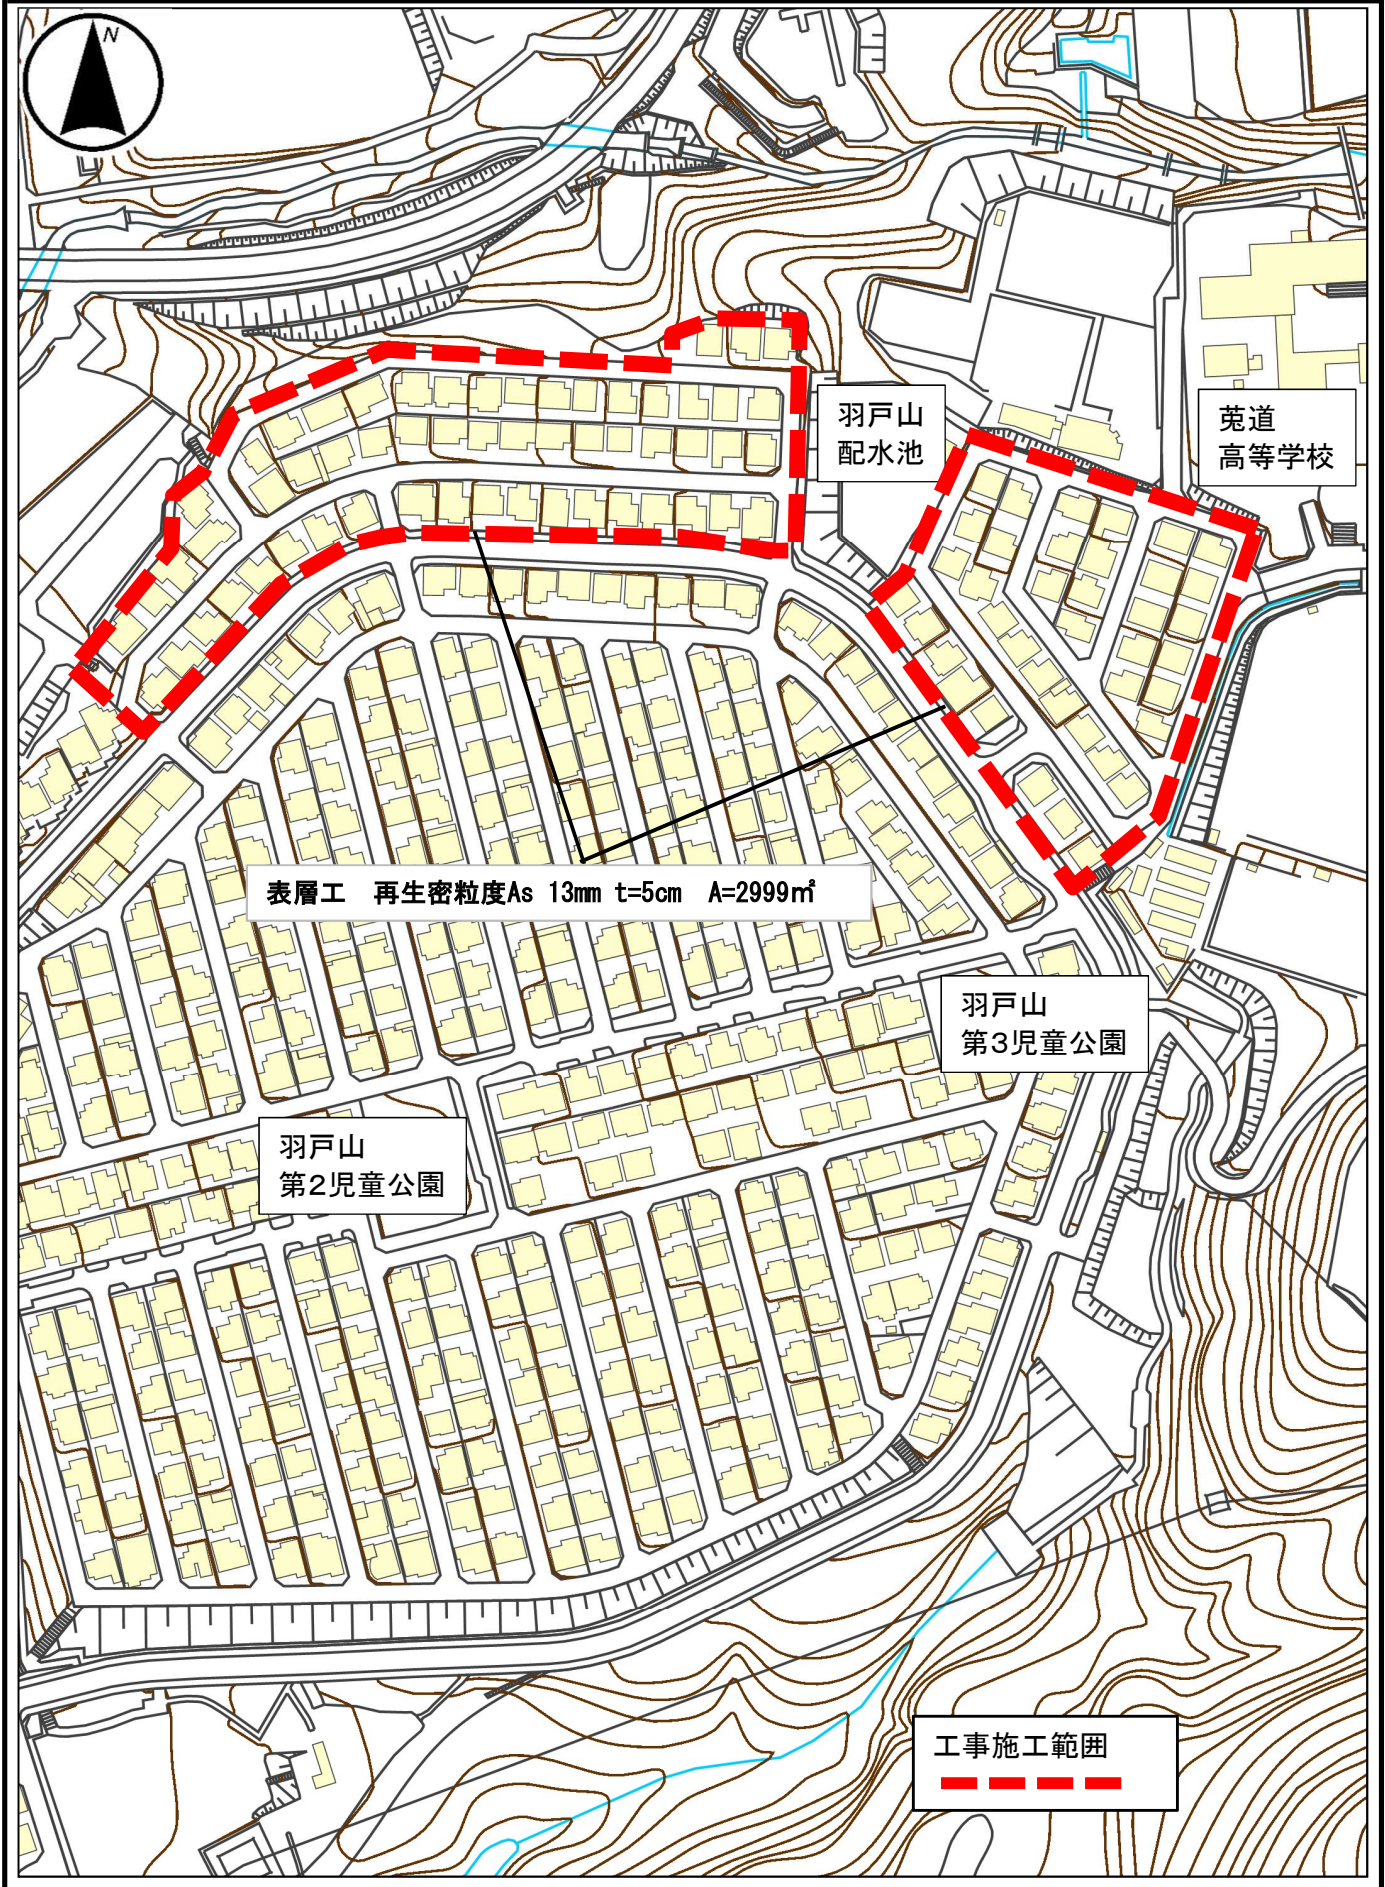 N
羽戸山
配水池
莵道
高等学校
表層工 再生密粒度As 13mm t=5cm A=2999㎡
羽戸山
第3児童公園
羽戸山
第2児童公園
工事施工範囲